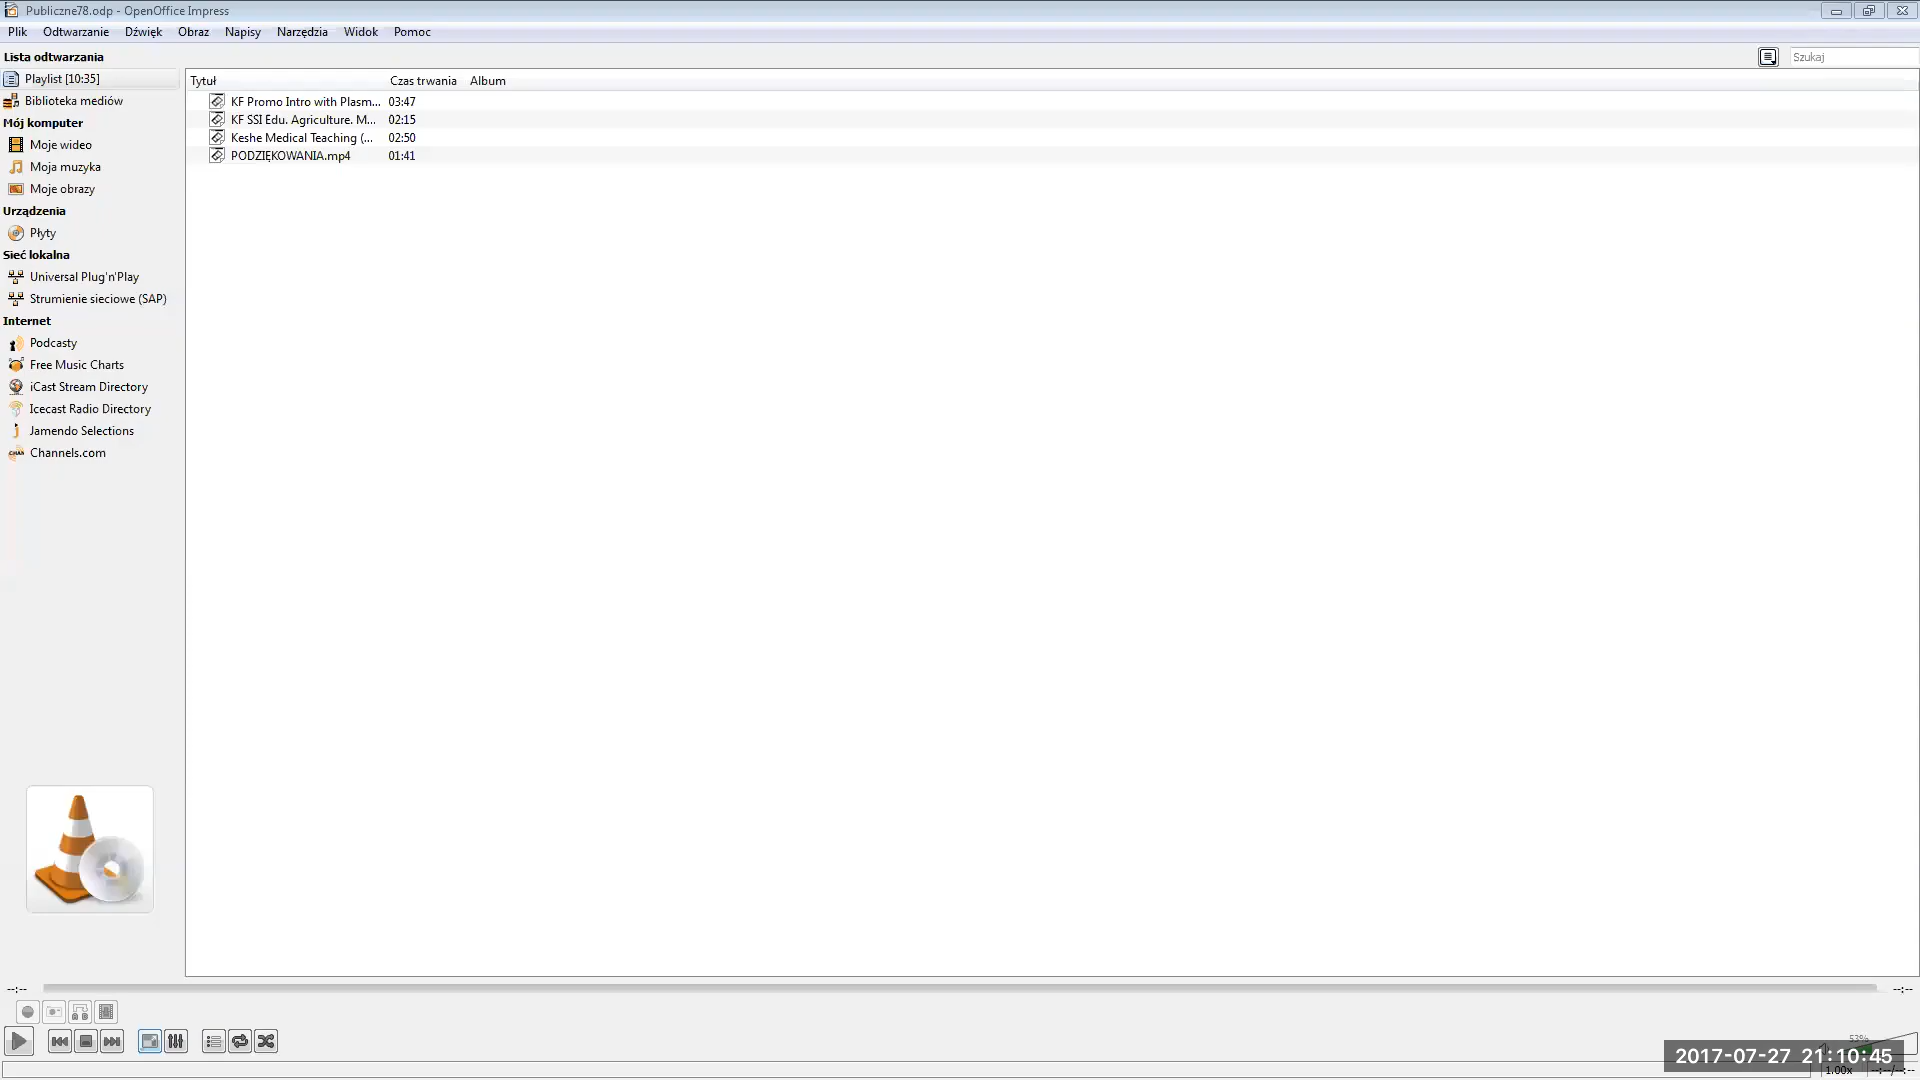 Publiczne78.odp - OpenOffice Impress
Plik Odtwarzanie Dźwięk Obraz Napisy Narzędzia Widok Pomoc
Lista odtwarzania
Szukaj
Playlist [10:35]
Tytuł Czas trwania Album
Biblioteka mediów
KF Promo Intro with Plasm... 03:47
KF SSI Edu. Agriculture. M... 02:15
Keshe Medical Teaching (... 02:50
PODZIĘKOWANIA.mp4 01:41
Mój komputer
Moje wideo
Moja muzyka
Moje obrazy
Urządzenia
Płyty
Sieć lokalna
Universal Plug'n'Play
Strumienie sieciowe (SAP)
Internet
Podcasty
Free Music Charts
iCast Stream Directory
Icecast Radio Directory
Jamendo Selections
Channels.com
--:-- --:--
53%
2017-07-27 21:10:45
1.00x --:--/--:--